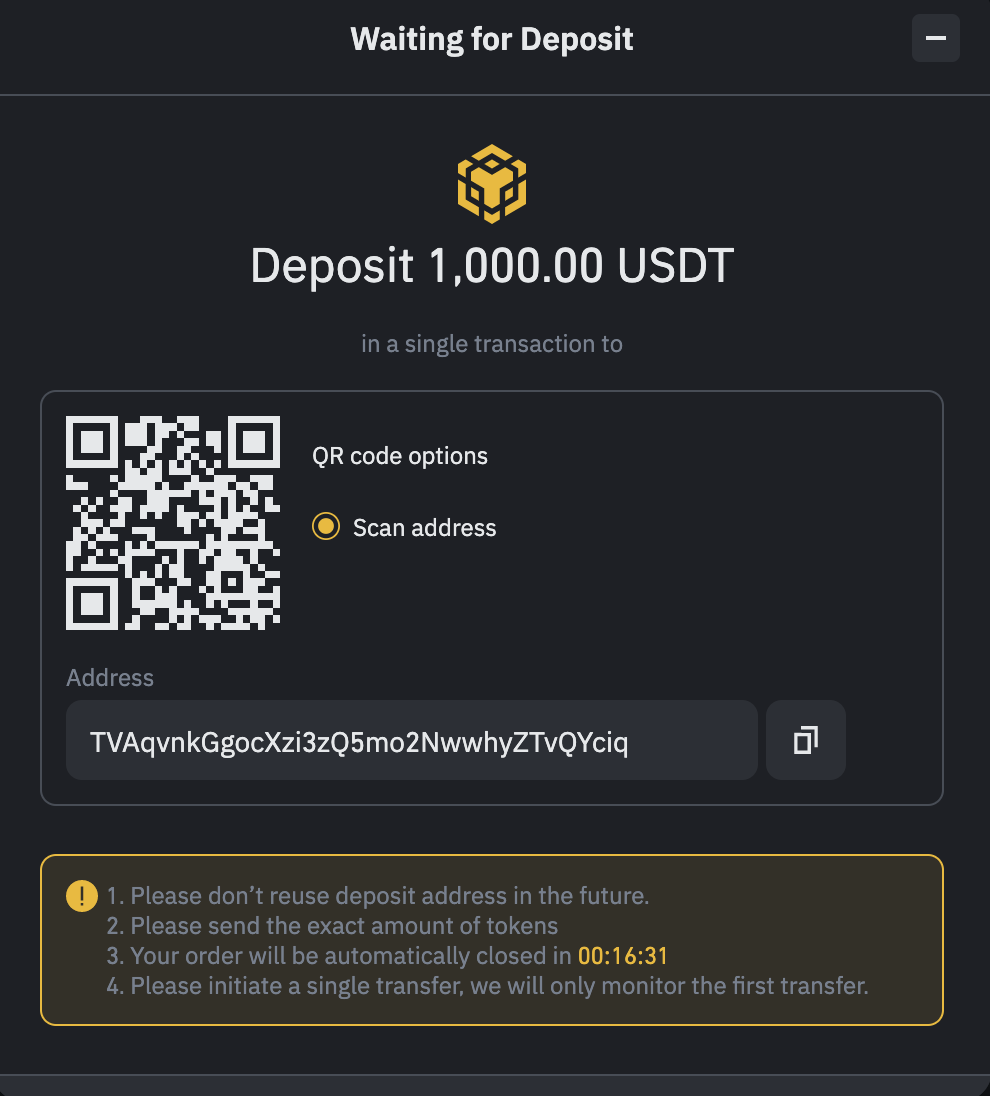 Waiting for Deposit
Deposit 1,000.00 USDT
in a single transaction to
QR code options
Scan address
Address
TVAqvnkGgocXzi3zQ5mo2NwwhyZTvQYciq
! 1. Please don’t reuse deposit address in the future.
2. Please send the exact amount of tokens
3. Your order will be automatically closed in 00:16:31
4. Please initiate a single transfer, we will only monitor the first transfer.